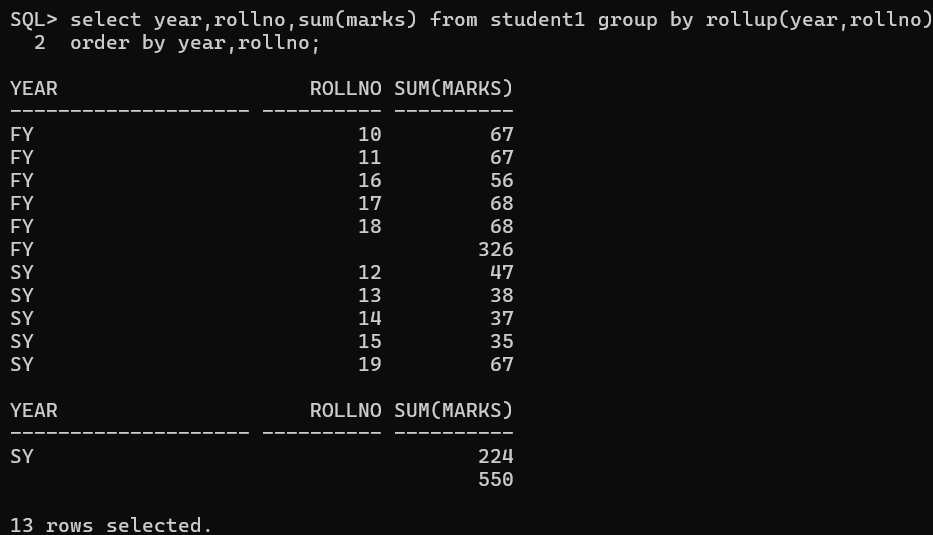 SQL> select year,rollno,sum(marks) from student1 group by rollup(year,rollno)
  2  order by year,rollno;

YEAR                     ROLLNO SUM(MARKS)
-------------------- ---------- ----------
FY                           10         67
FY                           11         67
FY                           16         56
FY                           17         68
FY                           18         68
FY                                     326
SY                           12         47
SY                           13         38
SY                           14         37
SY                           15         35
SY                           19         67

YEAR                     ROLLNO SUM(MARKS)
-------------------- ---------- ----------
SY                                     224
                                       550

13 rows selected.